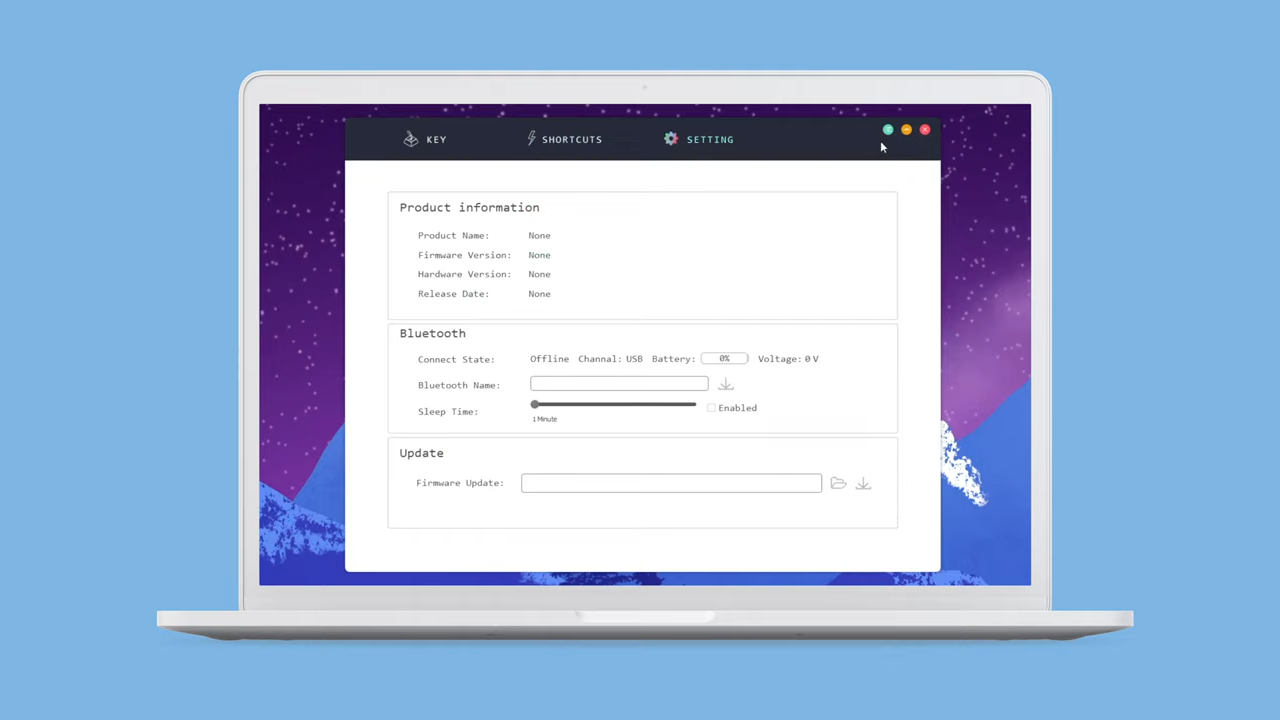 KEY SHORTCUTS SETTING
Product information
Product Name: None
Firmware Version: None
Hardware Version: None
Release Date: None
Bluetooth
Connect State: Offline Channal: USB Battery: 0% Voltage: 0 V
Bluetooth Name:
Sleep Time: Enabled
1 Minute
Update
Firmware Update: